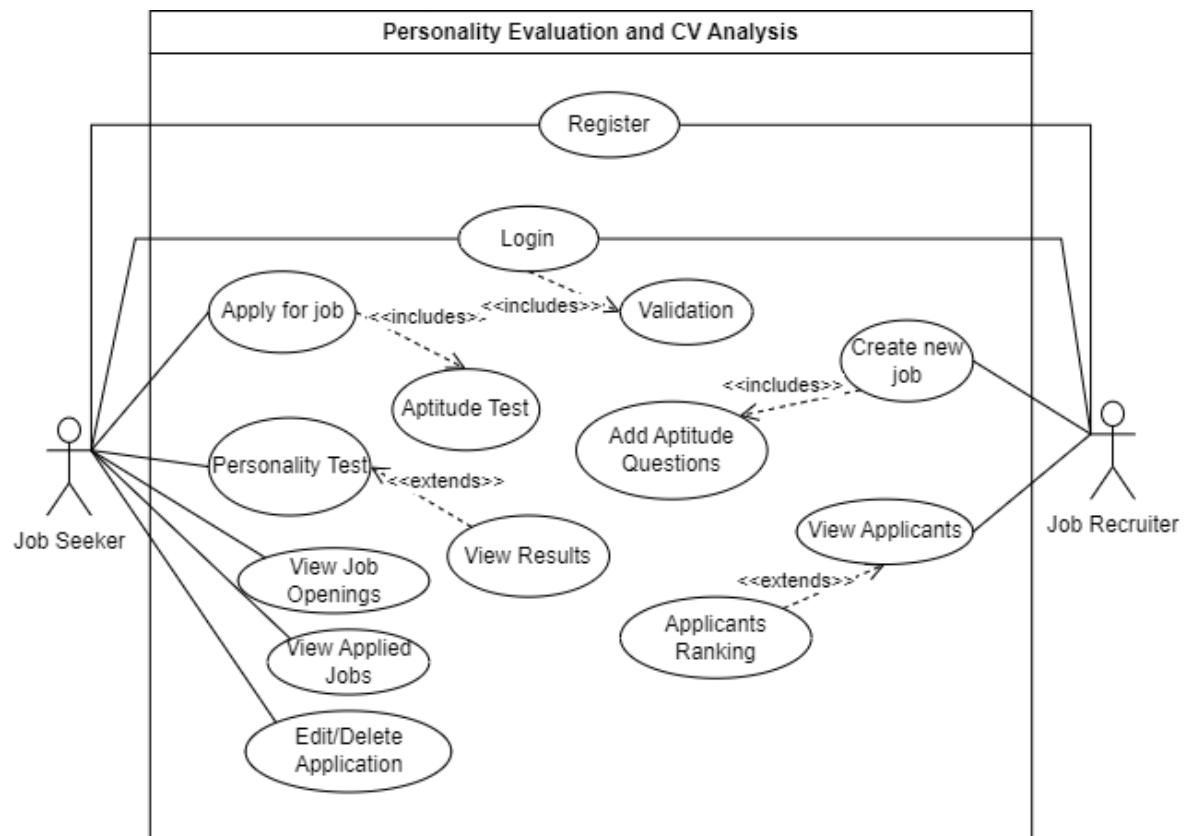 Personality Evaluation and CV Analysis
Register
Login
Apply for job
<<includes>
<<includes>>
Validation
Create new
job
<<includes>>
Aptitude Test
Add Aptitude
Questions
Personality Test
<<extends>>
View Results
View Applicants
Job Seeker
Job Recruiter
View Job
Openings
<<extends>>
Applicants
Ranking
View Applied
Jobs
Edit/Delete
Application